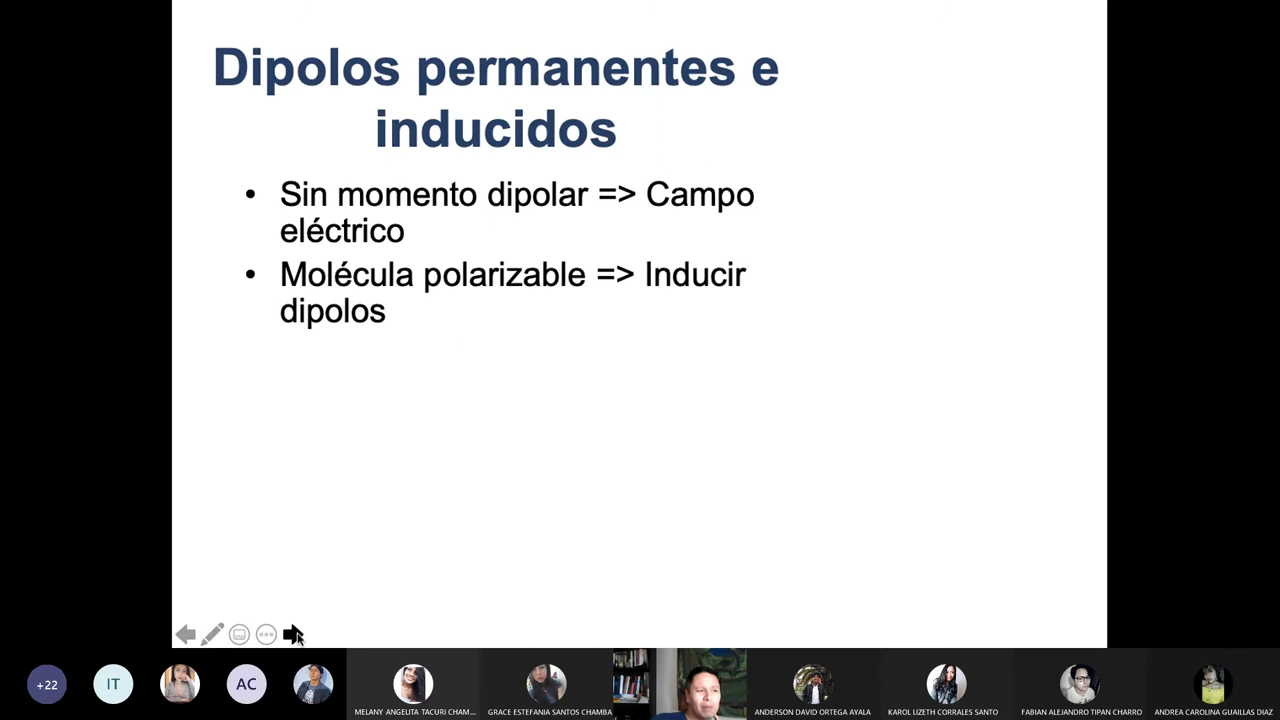 Dipolos permanentes e
inducidos
• Sin momento dipolar => Campo
eléctrico
• Molécula polarizable => Inducir
dipolos
+22
IT
AC
MELANY ANGELITA TACURI CHAM...
GRACE ESTEFANIA SANTOS CHAMBA
ANDERSON DAVID ORTEGA AYALA
KAROL LIZETH CORRALES SANTO
FABIAN ALEJANDRO TIPAN CHARRO
ANDREA CAROLINA GUAILLAS DIAZ